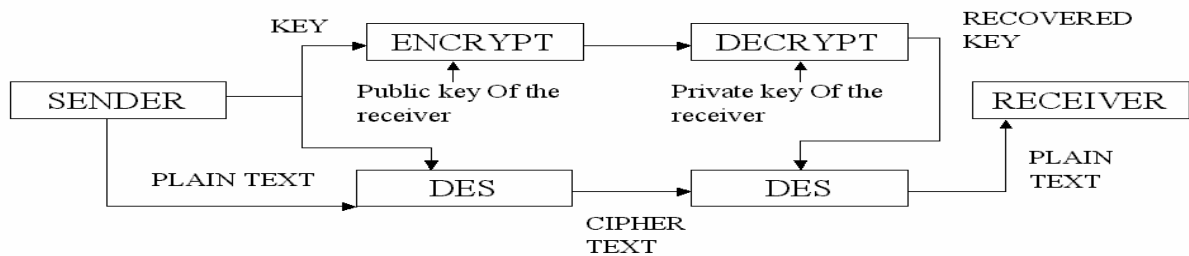 KEY
ENCRYPT
DECRYPT
RECOVERED
KEY
SENDER
Public key Of the
receiver
Private key Of the
receiver
RECEIVER
PLAIN TEXT
DES
CIPHER
TEXT
DES
PLAIN
TEXT